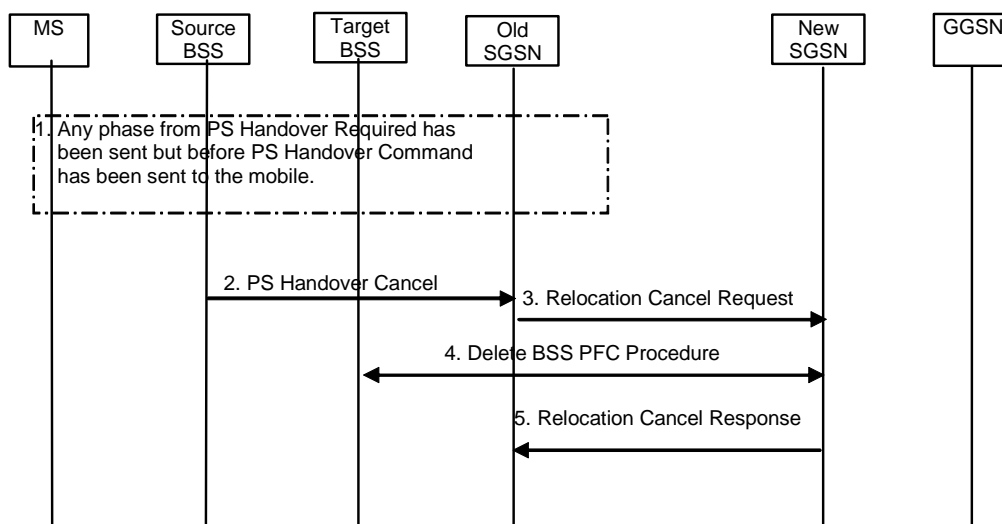 MS
Source
BSS
Target
BSS
Old
SGSN
New
SGSN
GGSN
1. Any phase from PS Handover Required has
been sent but before PS Handover Command
has been sent to the mobile.
2. PS Handover Cancel
3. Relocation Cancel Request
4. Delete BSS PFC Procedure
5. Relocation Cancel Response